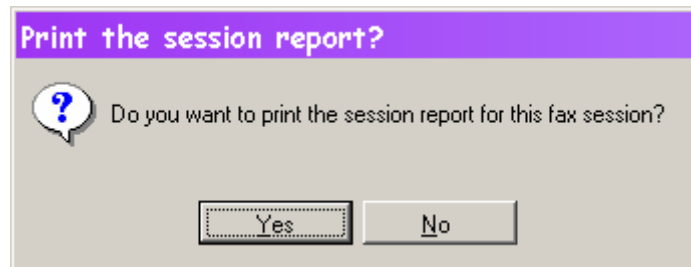 Print the session report?
Do you want to print the session report for this fax session?
Yes
No